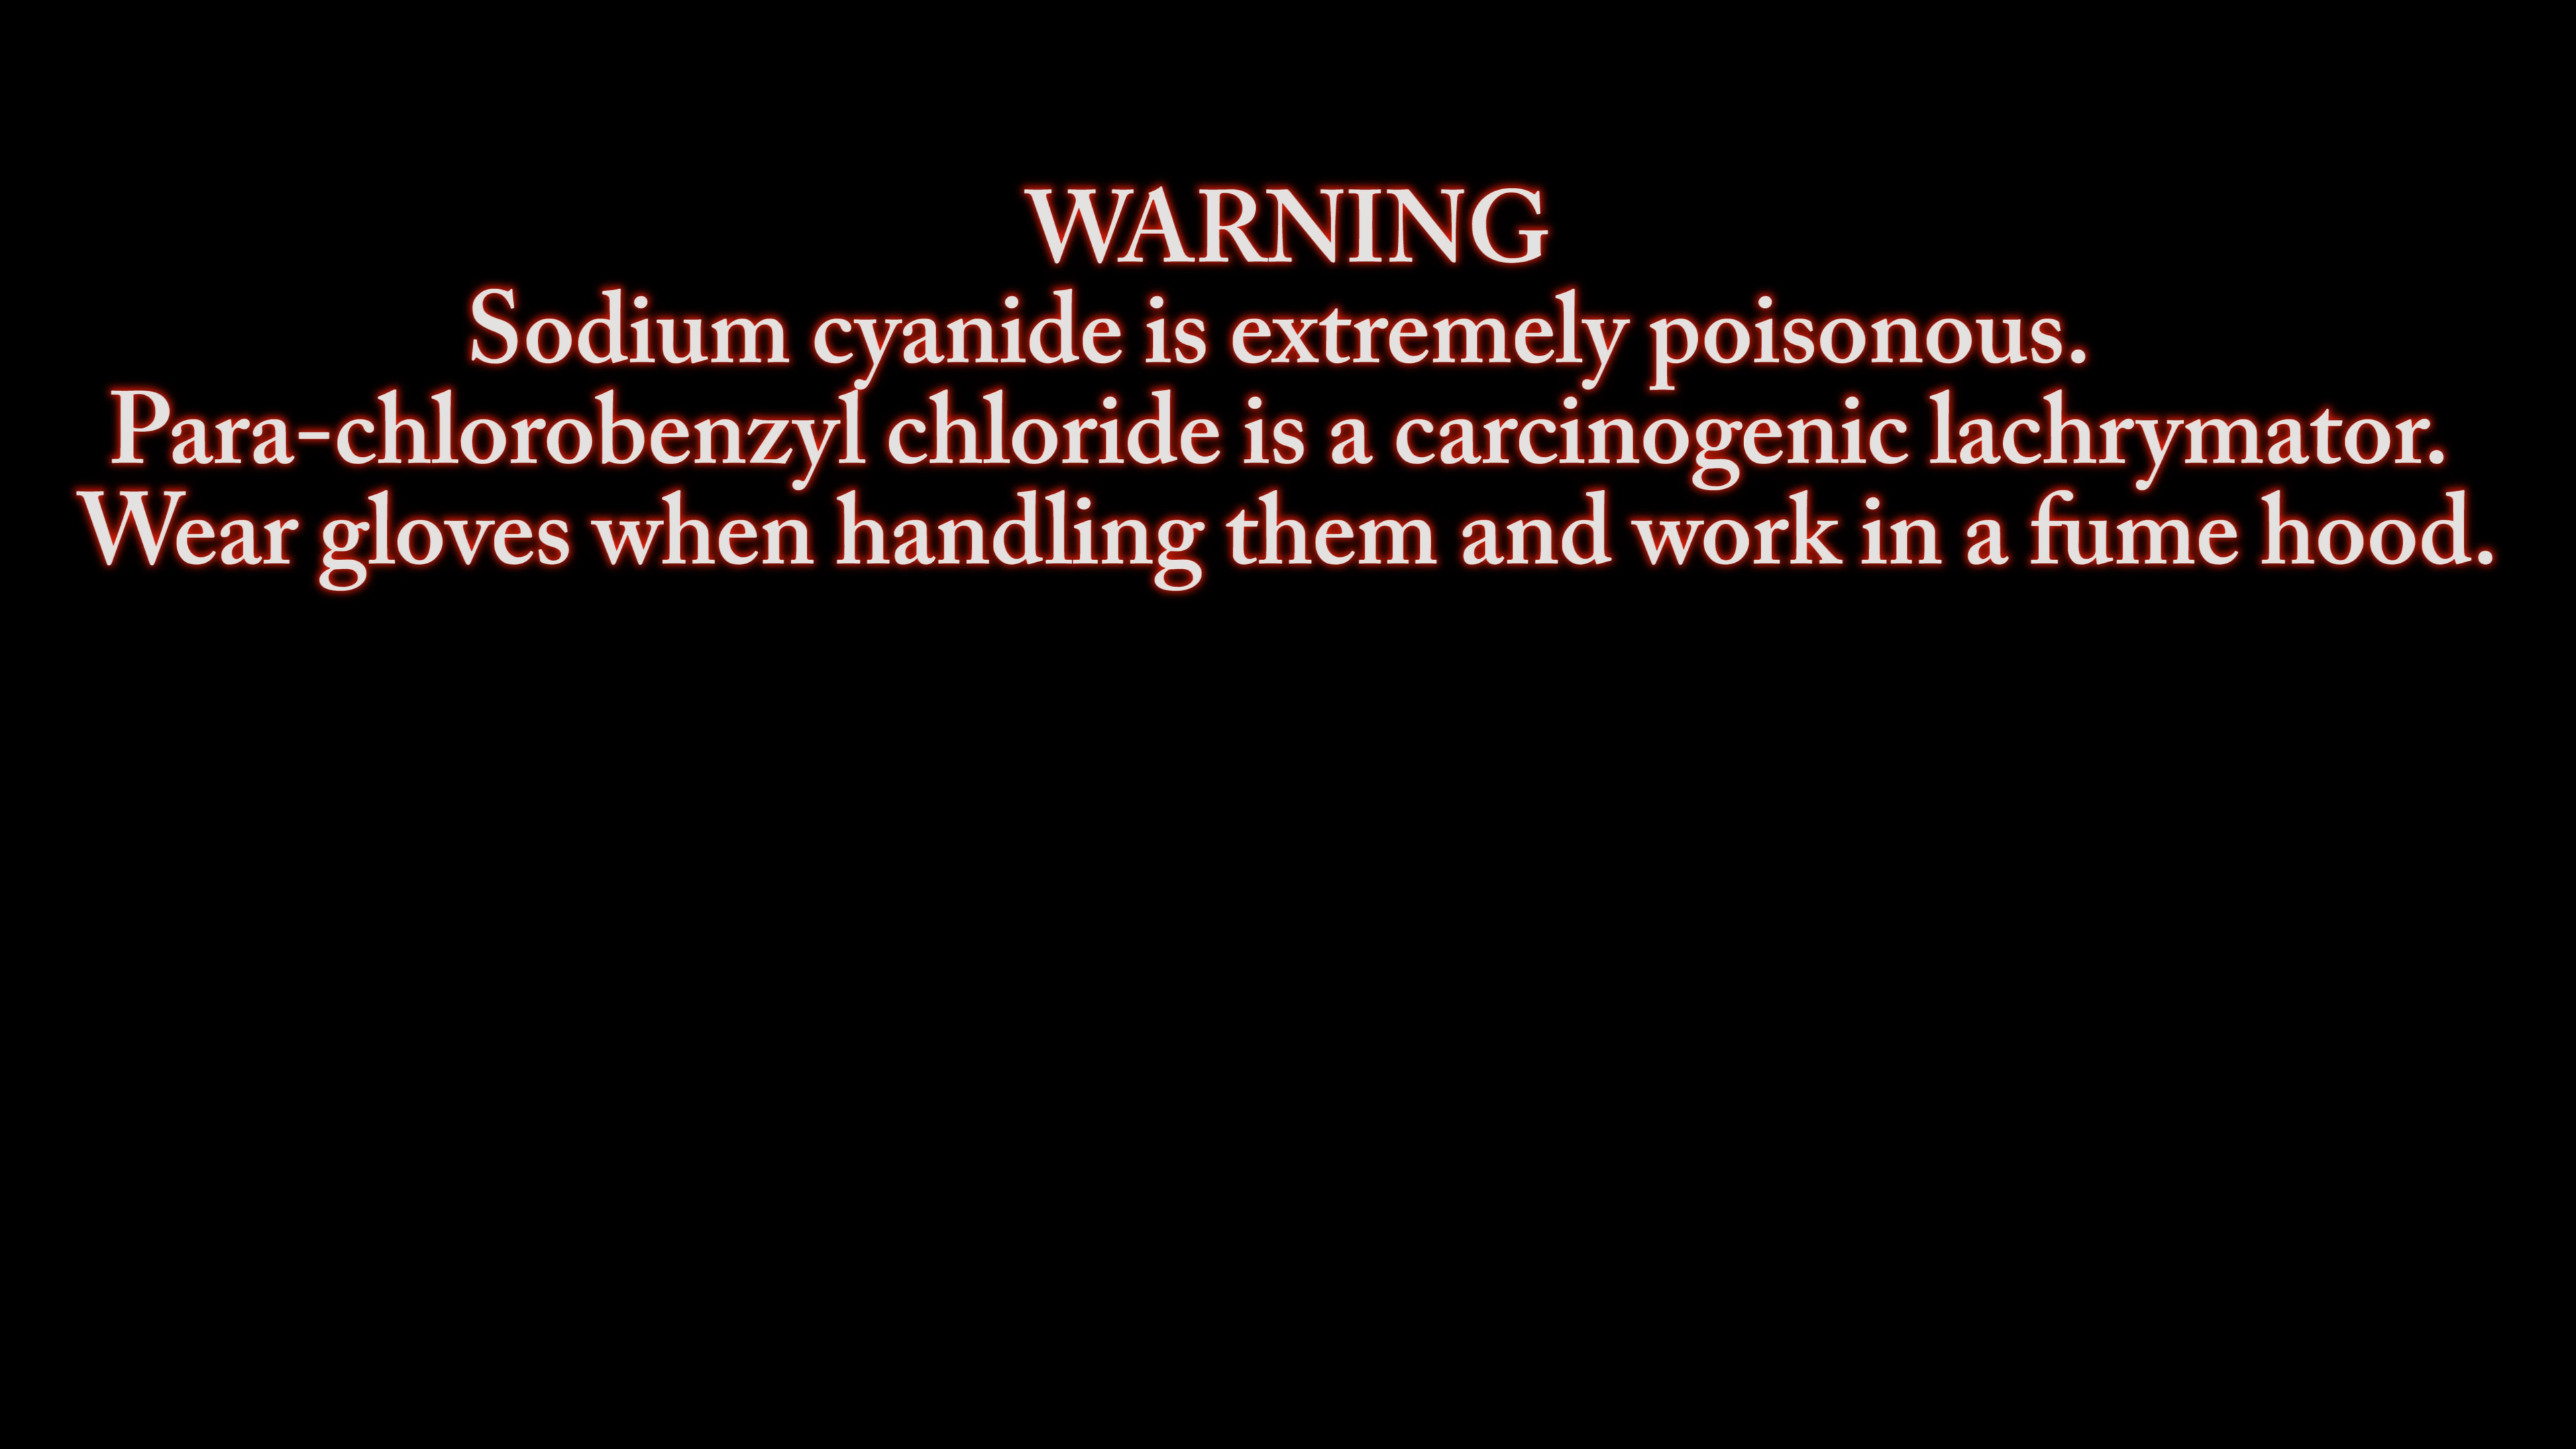 WARNING
Sodium cyanide is extremely poisonous.
Para-chlorobenzyl chloride is a carcinogenic lachrymator.
Wear gloves when handling them and work in a fume hood.